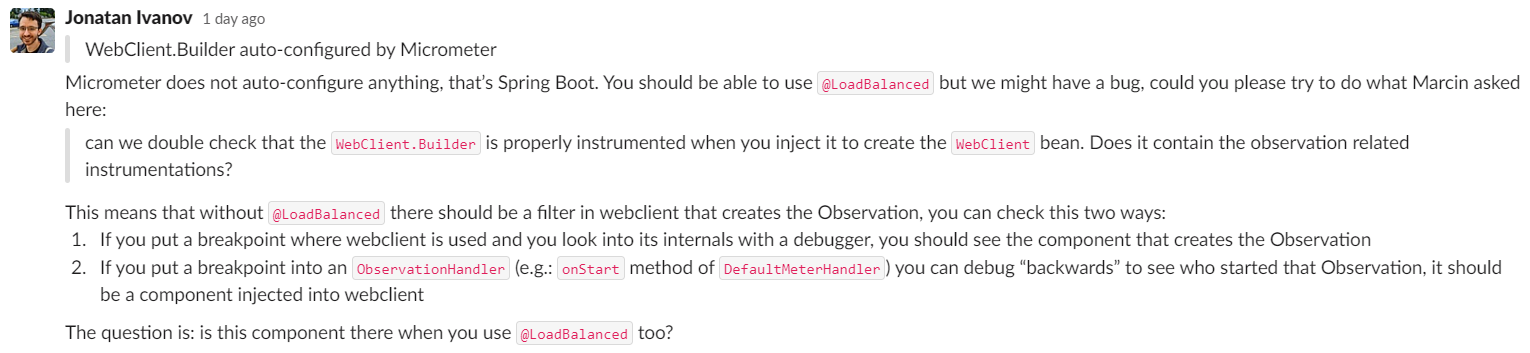 Jonatan Ivanov 1 day ago
WebClient.Builder auto-configured by Micrometer
Micrometer does not auto-configure anything, that’s Spring Boot. You should be able to use @LoadBalanced but we might have a bug, could you please try to do what Marcin asked
here:
can we double check that the WebClient.Builder is properly instrumented when you inject it to create the WebClient bean. Does it contain the observation related
instrumentations?
This means that without @LoadBalanced there should be a filter in webclient that creates the Observation, you can check this two ways:
1. If you put a breakpoint where webclient is used and you look into its internals with a debugger, you should see the component that creates the Observation
2. If you put a breakpoint into an ObservationHandler (e.g.: onStart method of DefaultMeterHandler) you can debug “backwards” to see who started that Observation, it should
be a component injected into webclient
The question is: is this component there when you use @LoadBalanced too?